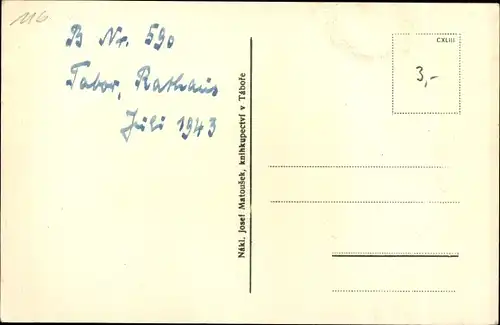 116
B Nr. 590
Tabor, Rathaus
Juli 1943
Nákl. Josef Matoušek, knihkupectví v Táboře
CXLIII
3,-